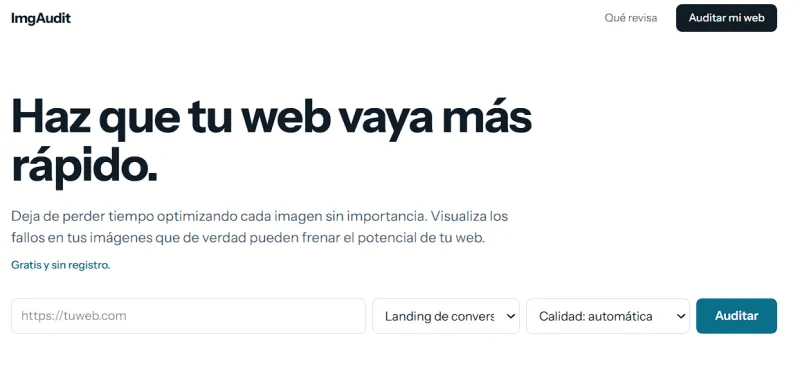 ImgAudit
Qué revisa
Auditar mi web
Haz que tu web vaya más
rápido.
Deja de perder tiempo optimizando cada imagen sin importancia. Visualiza los
fallos en tus imágenes que de verdad pueden frenar el potencial de tu web.
Gratis y sin registro.
https://tuweb.com
Landing de convers
Calidad: automática
Auditar